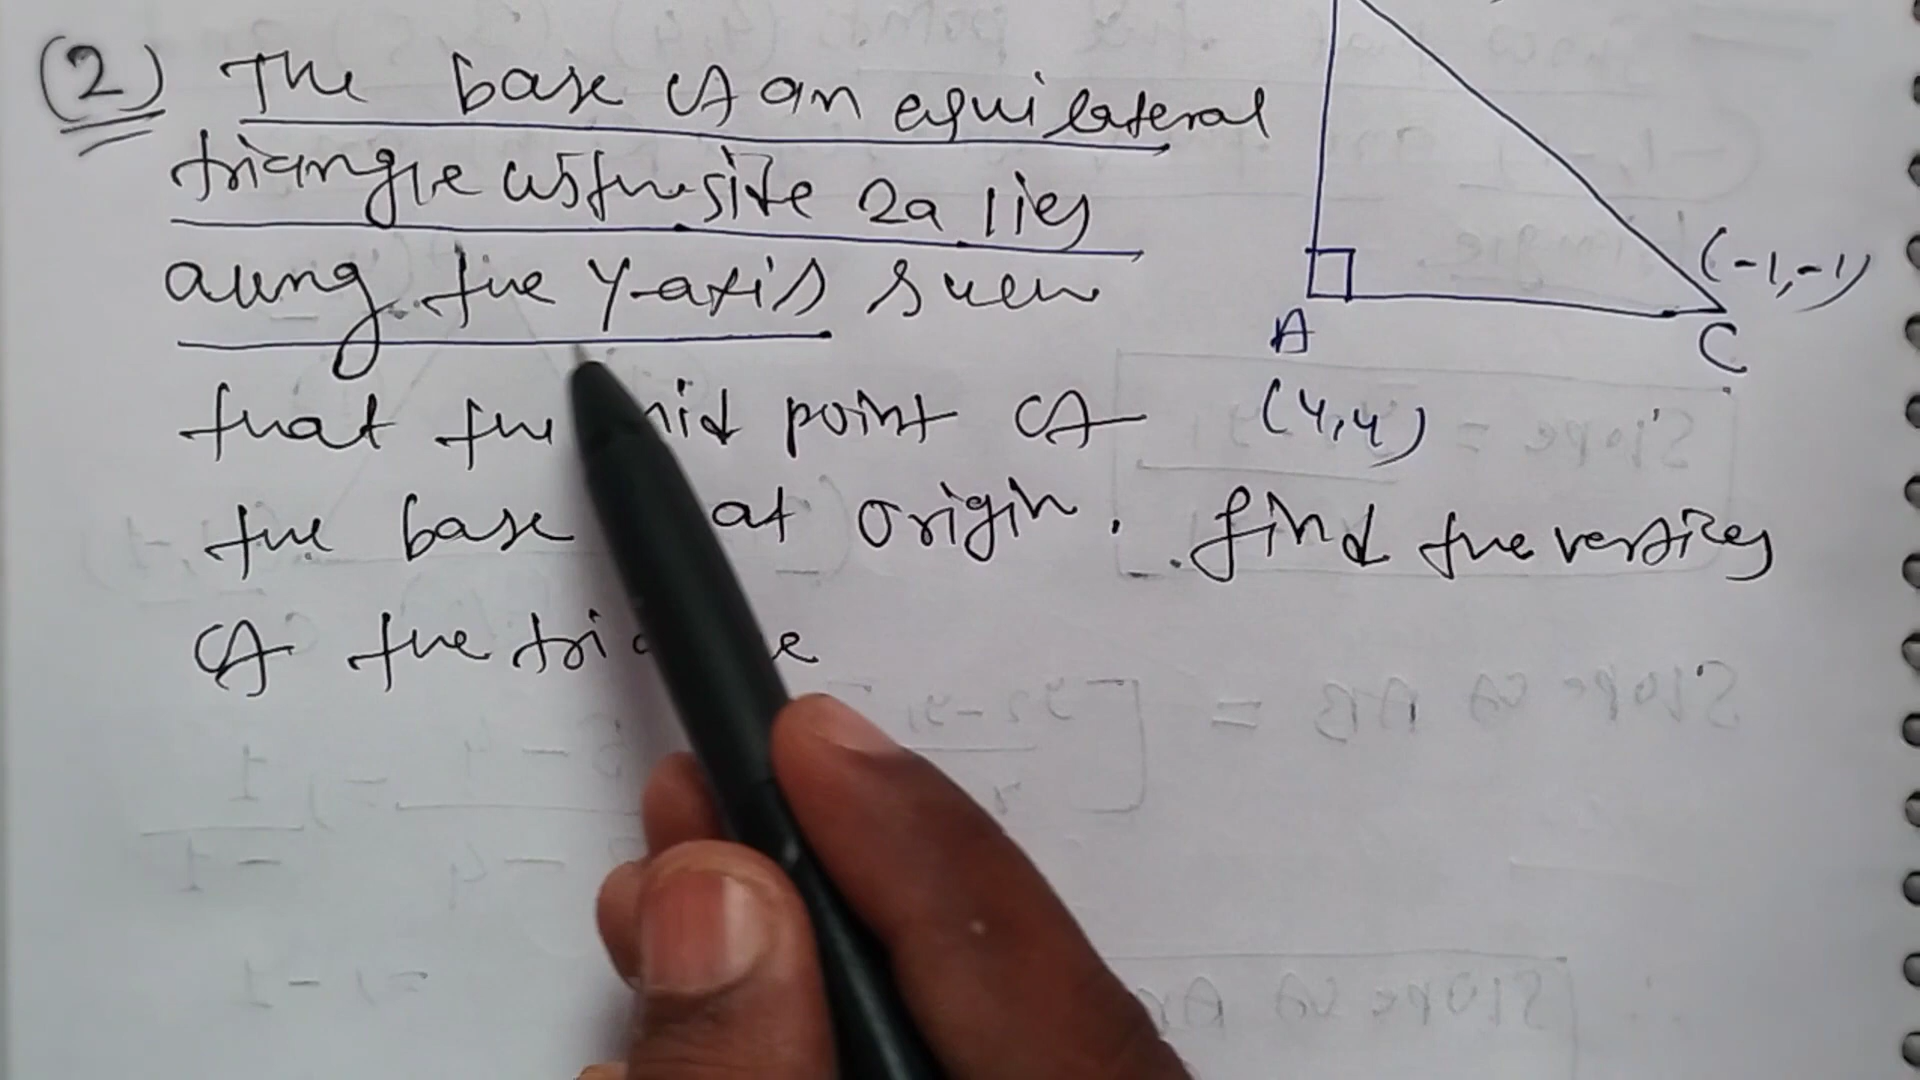 (2) The base of an equilateral
triangle with side 2a lies
along the y-axis such
that the mid point of
the base at origin. find the vertices
of the
(-1,-1)
A
C
(4,4)